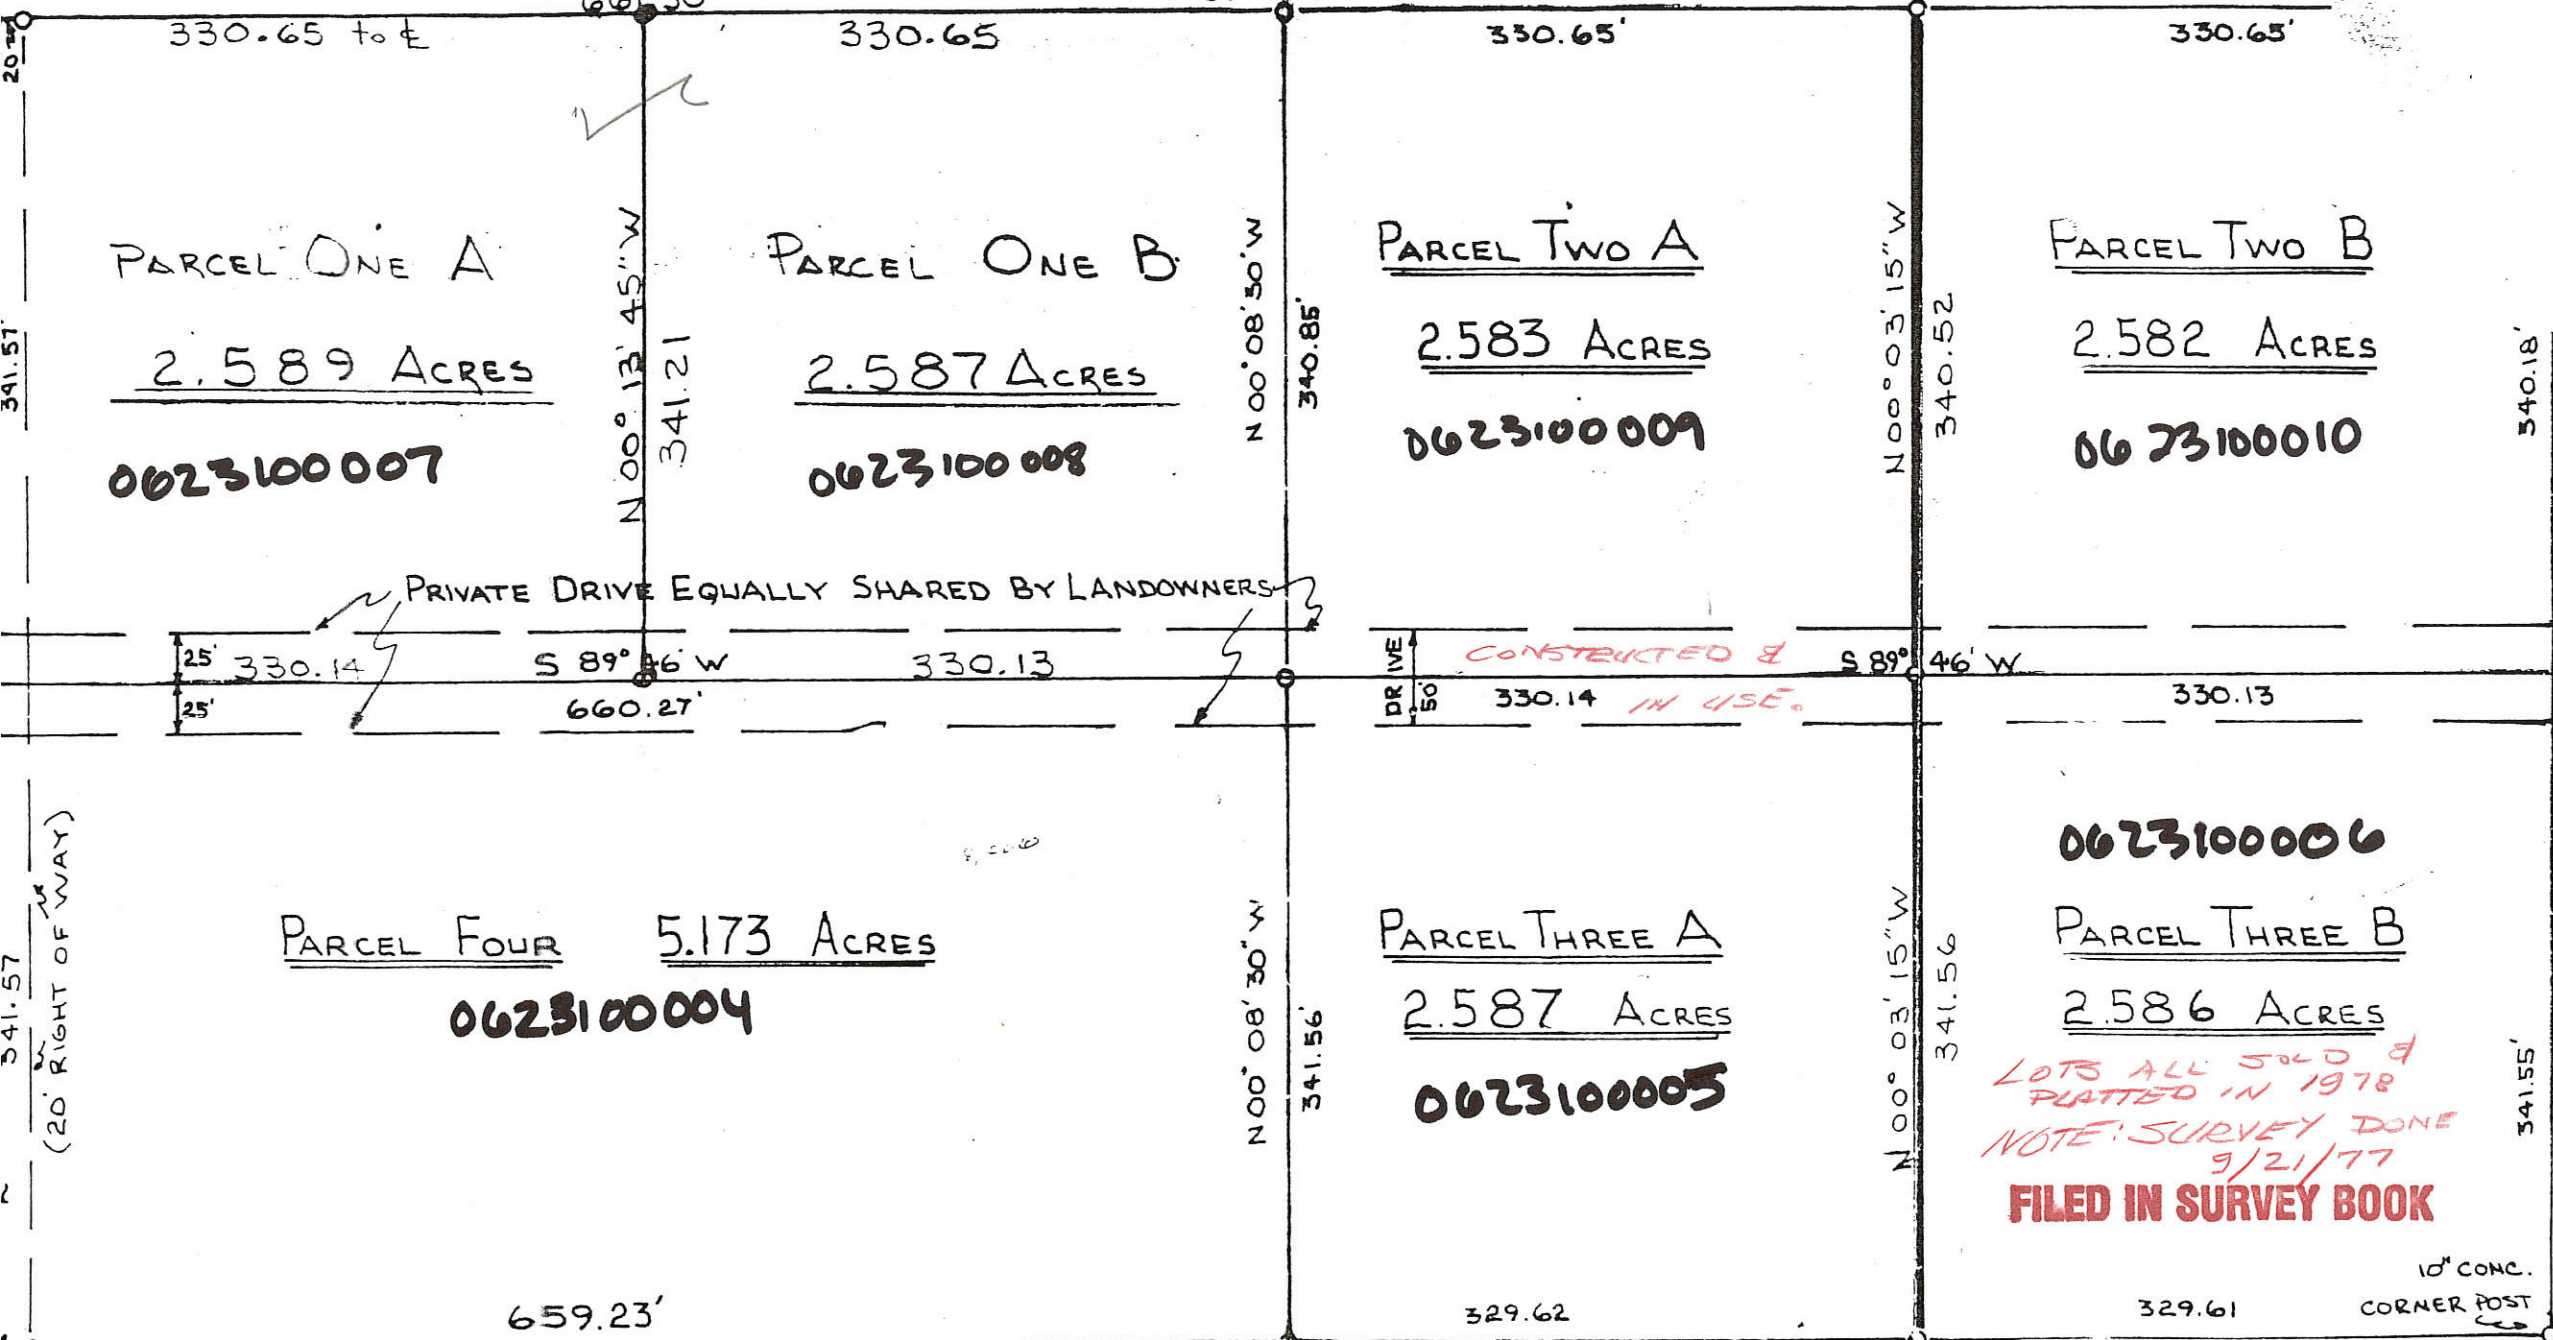 330.65 to ℄
330.65
330.65'
330.65'
20
PARCEL ONE A
2.589 ACRES
0623100007
341.57'
N 00° 13' 45" W
341.21
PARCEL ONE B
2.587 ACRES
0623100008
N 00° 08' 30" W
340.85'
PARCEL TWO A
2.583 ACRES
0623100009
N 00° 03' 15" W
340.52
PARCEL TWO B
2.582 ACRES
0623100010
340.18'
PRIVATE DRIVE EQUALLY SHARED BY LANDOWNERS
25' 330.14 S 89° 46' W 330.13
DRIVE
50'
CONSTRUCTED &
S 89° 46' W
25' 660.27'
330.14 IN USE.
330.13
341.57
(20' RIGHT OF WAY)
PARCEL FOUR 5.173 ACRES
0623100004
659.23'
N 00° 08' 30" W
341.56'
PARCEL THREE A
2.587 ACRES
0623100005
329.62
N 00° 03' 15" W
341.56
0623100006
PARCEL THREE B
2.586 ACRES
LOTS ALL SOLD &
PLATTED IN 1978
NOTE: SURVEY DONE
9/21/77
FILED IN SURVEY BOOK
341.55'
10" CONC.
CORNER POST
329.61